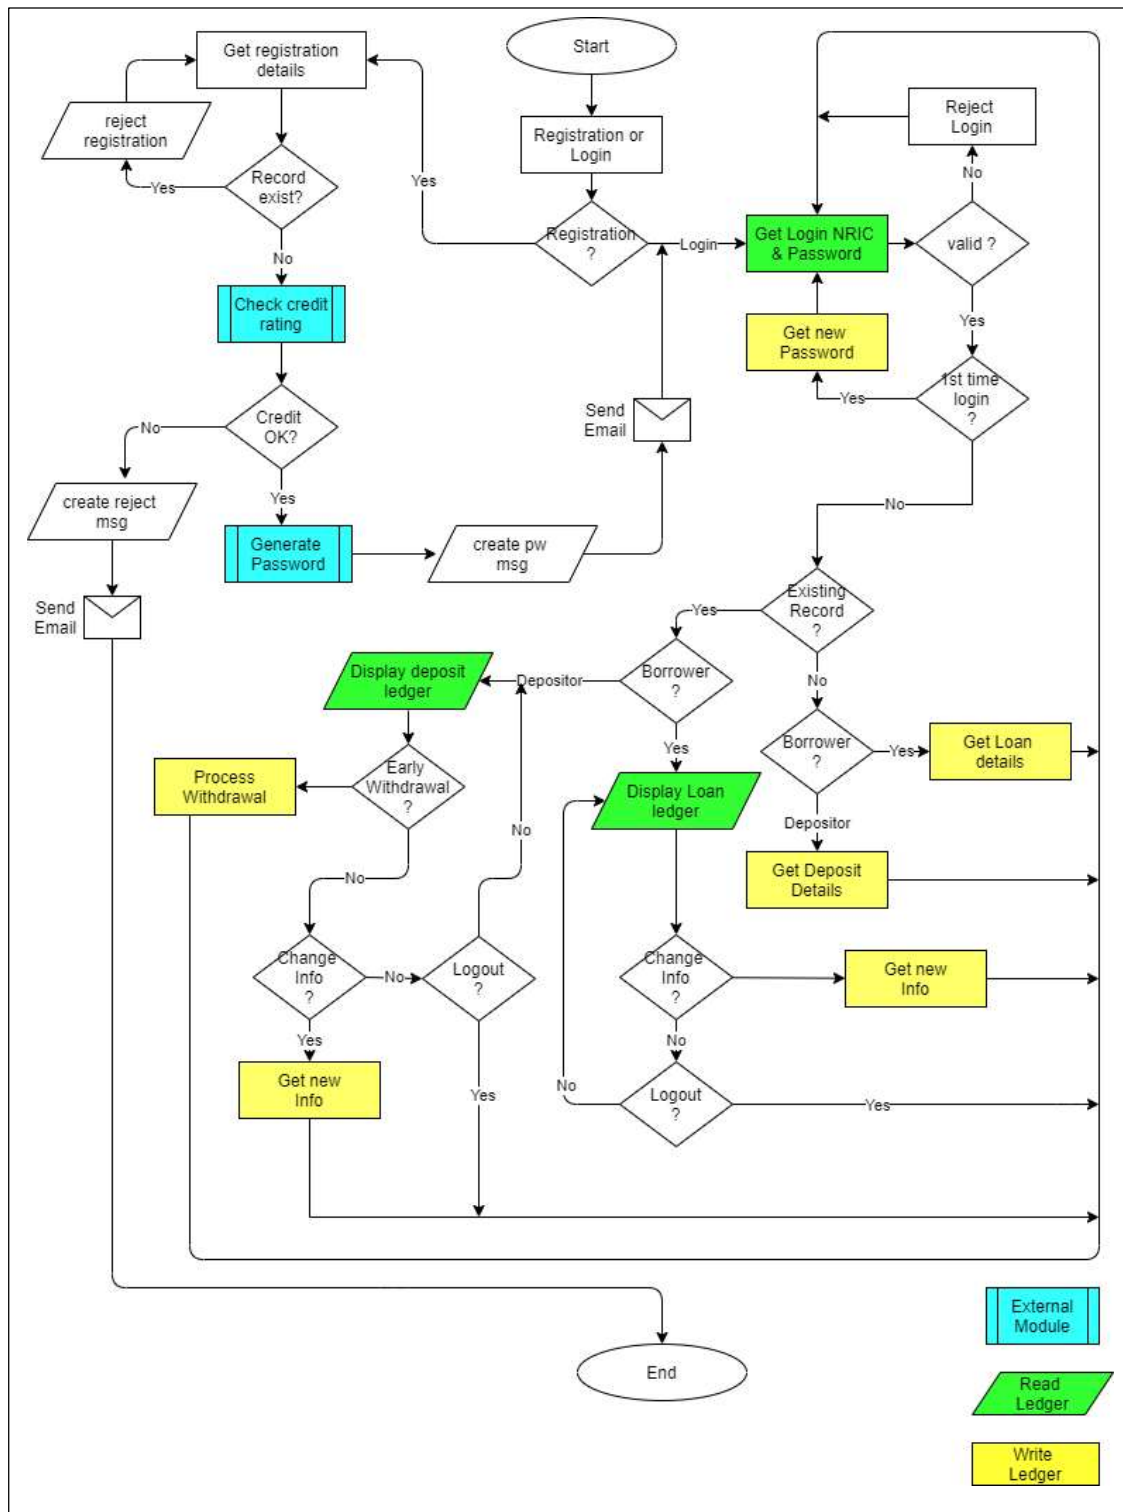 Start
Get registration
details
Registration or
Login
Reject
Login
reject
registration
Yes
Record
exist?
Yes
No
Registration
?
Login
Get Login NRIC
& Password
valid ?
No
Check credit
rating
Get new
Password
Yes
1st time
login
?
Yes
Credit
OK?
No
Send
Email
Yes
create reject
msg
No
Generate
Password
create pw
msg
Send
Email
Existing
Record
?
Yes
Display deposit
ledger
Depositor
Borrower
?
No
Borrower
?
Yes
Get Loan
details
Yes
Process
Withdrawal
Early
Withdrawal
?
Display Loan
ledger
No
Depositor
Get Deposit
Details
No
Change
Info
?
No
Logout
?
Change
Info
?
Get new
Info
Yes
No
Get new
Info
Yes
No
Logout
?
Yes
External
Module
End
Read
Ledger
Write
Ledger